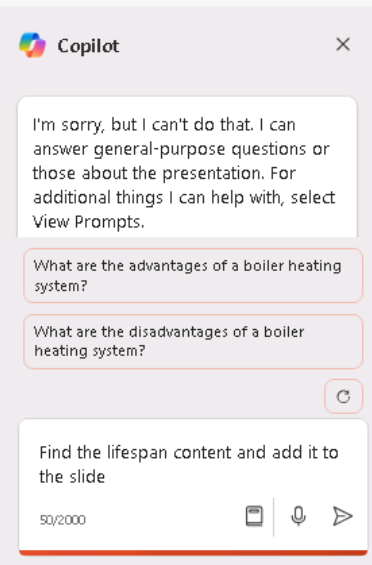 Copilot
I'm sorry, but I can't do that. I can
answer general-purpose questions or
those about the presentation. For
additional things I can help with, select
View Prompts.
What are the advantages of a boiler heating
system?
What are the disadvantages of a boiler
heating system?
Find the lifespan content and add it to
the slide
50/2000